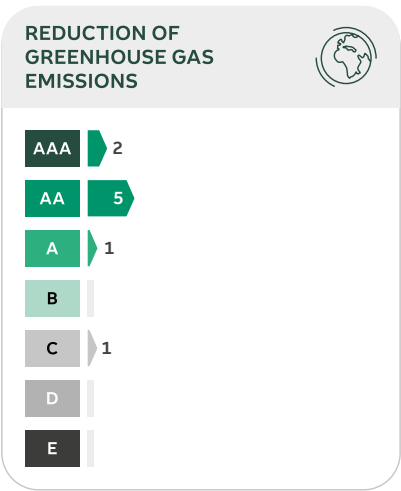 REDUCTION OF
GREENHOUSE GAS
EMISSIONS
AAA 2
AA 5
A 1
B
C 1
D
E